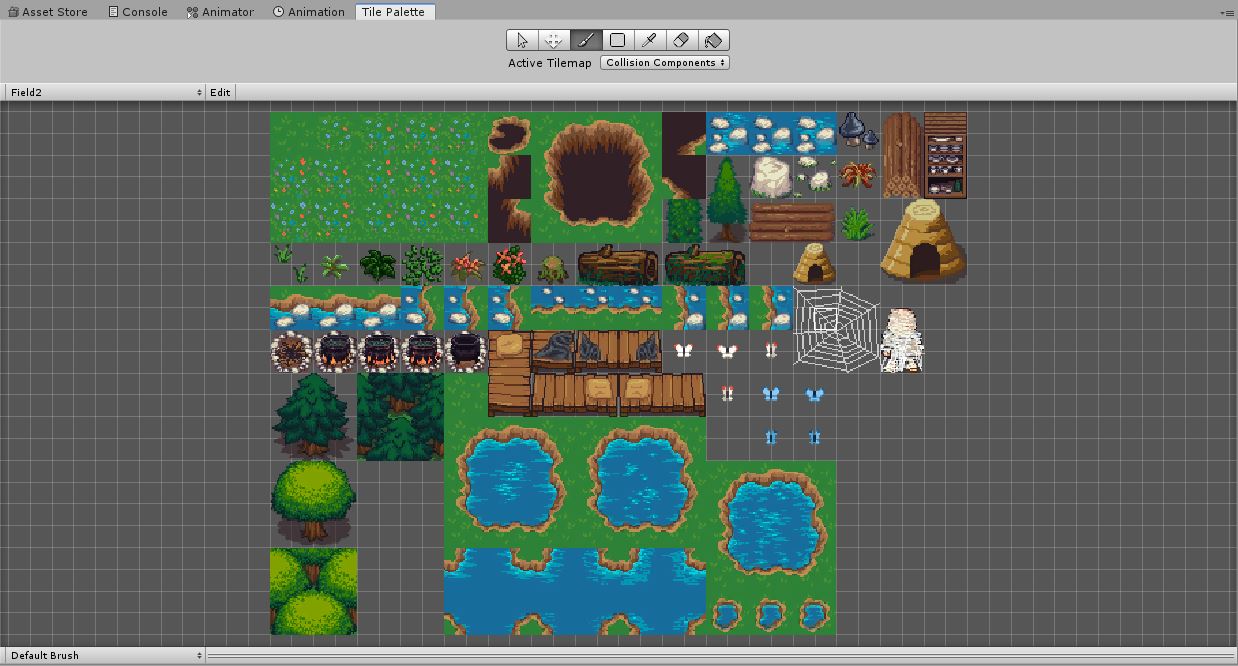 Asset Store Console Animator Animation Tile Palette
Active Tilemap Collision Components
Field2 Edit
Default Brush